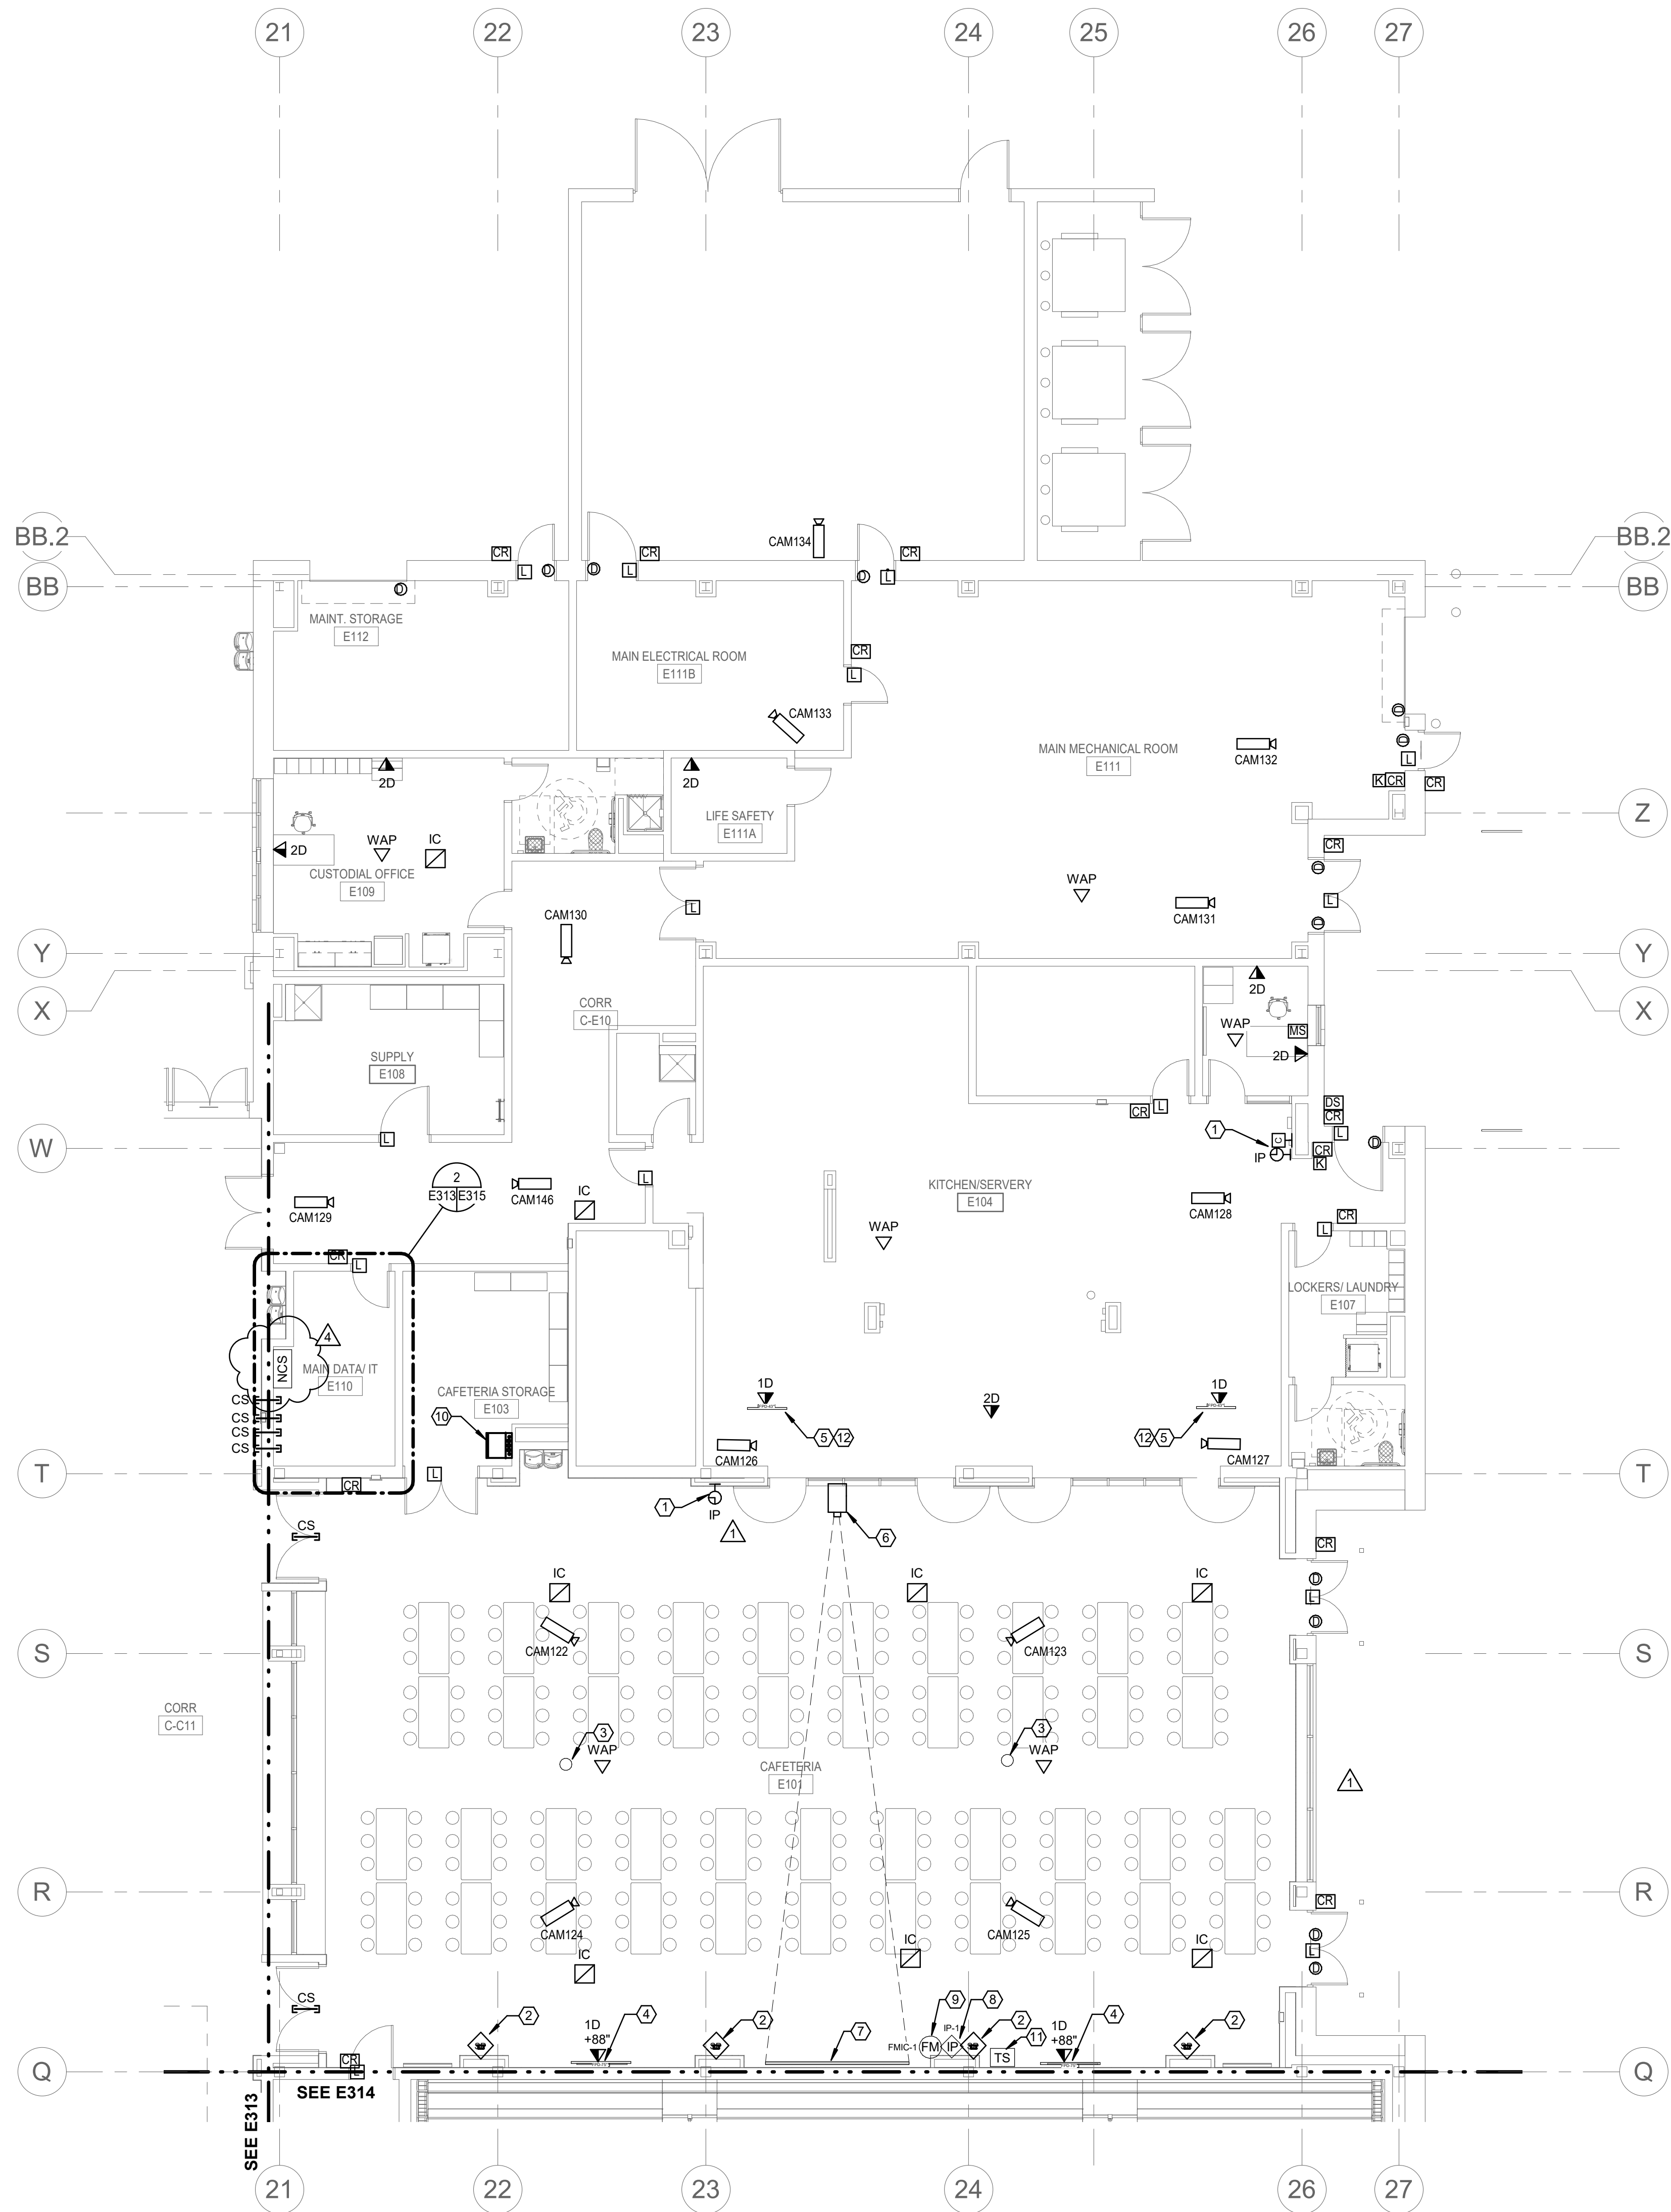 21 22 23 24 25 26 27
CAM134
BB.2 BB.2
CR CR CR
L D D L D L
BB BB
D
MAINT. STORAGE
E112
MAIN ELECTRICAL ROOM
E111B
CR
L
CAM133
D
MAIN MECHANICAL ROOM
E111
CAM132
D
L
K CR CR
2D 2D
LIFE SAFETY
E111A
Z
2D WAP IC
CUSTODIAL OFFICE
E109
CR
D
WAP
L
CAM131
L
D
CAM130
Y Y
X X
2D
CORR
C-E10
WAP
MS
2D
SUPPLY
E108
L
CR L
DS
CR
L
D
1
C
IP
CR
K
W W
2
E313 E315
L
CAM129
CAM146
IC
KITCHEN/SERVERY
E104
CAM128
CR
L
WAP
CR
L
LOCKERS/ LAUNDRY
E107
4
NCS
MAIN DATA/ IT
E110
CS
CS
CS
CS
CAFETERIA STORAGE
E103
10
1D
2D
1D
5 12
12 5
CAM126
CAM127
T T
L
CR
1
IP
1
6
CS
CR
D
L
D
IC IC IC
CAM122
CAM123
S S
CORR
C-C11
3
WAP
3
WAP
CAFETERIA
E101
1
R R
CR
D
L
D
CAM124
CAM125
IC IC IC
CS
2
1D
+88"
4
2
7
FMIC-1 FM
9
IP-1
IP
8
2
TS
11
1D
+88"
4
2
CR
L
Q Q
SEE E314
SEE E313
21 22 23 24 26 27